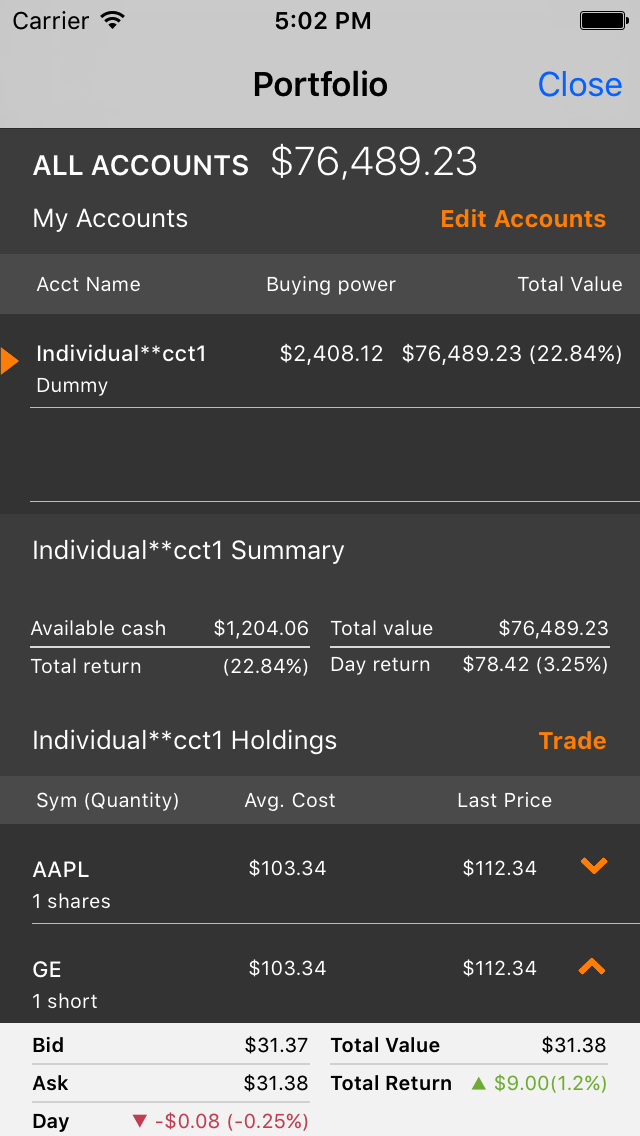 Carrier 5:02 PM
Portfolio Close
ALL ACCOUNTS $76,489.23
My Accounts Edit Accounts
Acct Name Buying power Total Value
Individual**cct1 $2,408.12 $76,489.23 (22.84%)
Dummy
Individual**cct1 Summary
Available cash $1,204.06 Total value $76,489.23
Total return (22.84%) Day return $78.42 (3.25%)
Individual**cct1 Holdings Trade
Sym (Quantity) Avg. Cost Last Price
AAPL $103.34 $112.34
1 shares
GE $103.34 $112.34
1 short
Bid $31.37 Total Value $31.38
Ask $31.38 Total Return ▲ $9.00(1.2%)
Day ▼ -$0.08 (-0.25%)